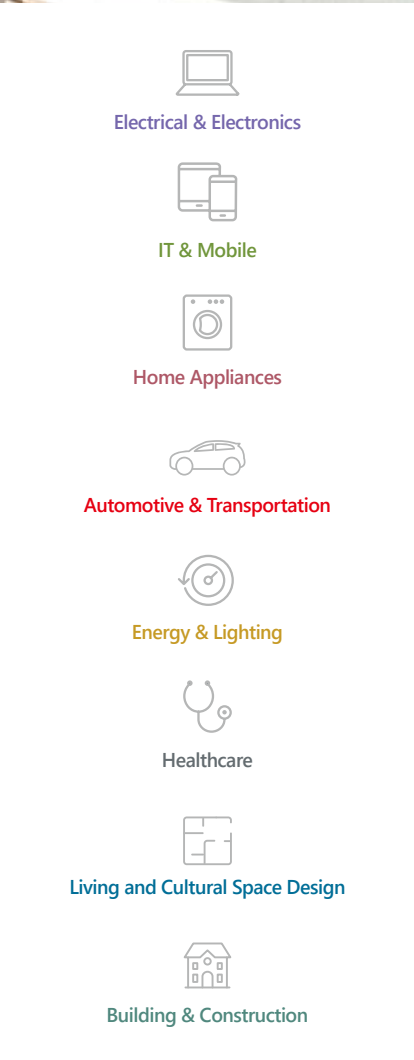 Electrical & Electronics
IT & Mobile
Home Appliances
Automotive & Transportation
Energy & Lighting
Healthcare
Living and Cultural Space Design
Building & Construction